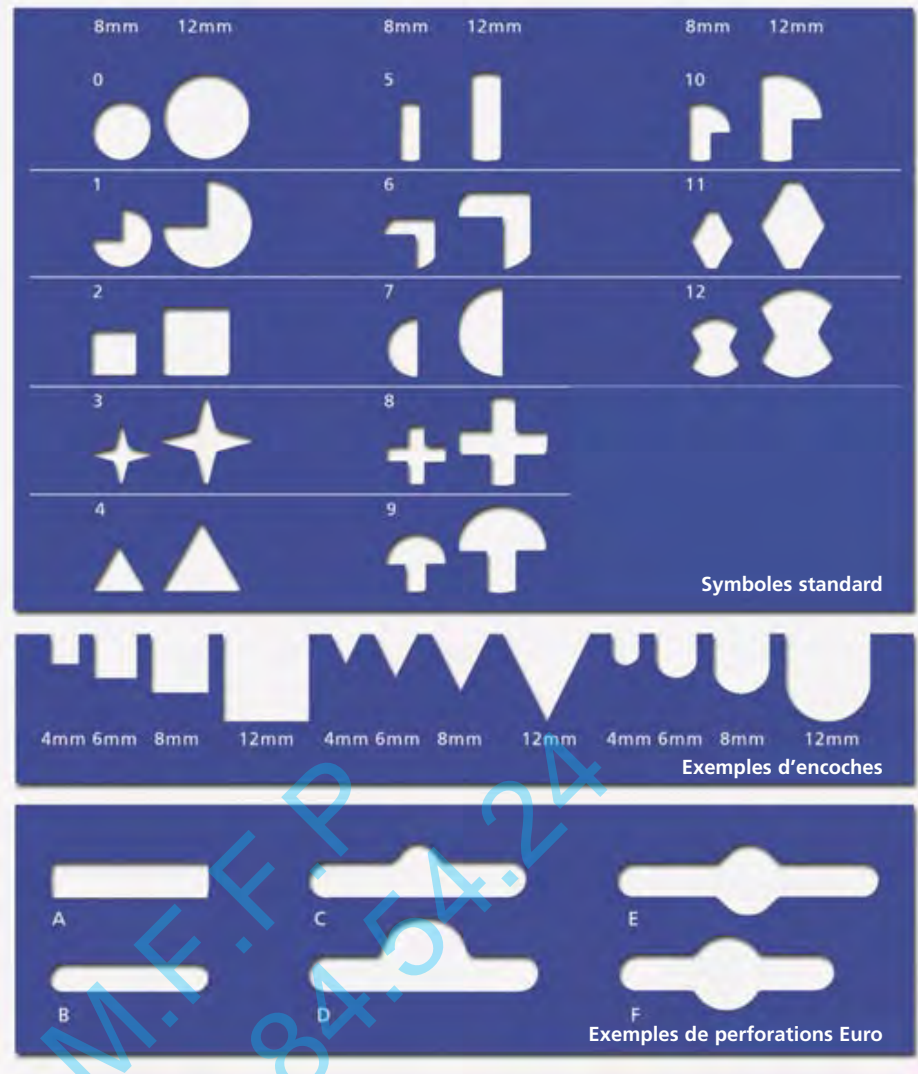 8mm 12mm 8mm 12mm 8mm 12mm
0 5 10
1 6 11
2 7 12
3 8
4 9
Symboles standard
4mm 6mm 8mm 12mm 4mm 6mm 8mm 12mm 4mm 6mm 8mm 12mm
Exemples d'encoches
A C E
B D F
Exemples de perforations Euro
M.F.F.P
84.54.24